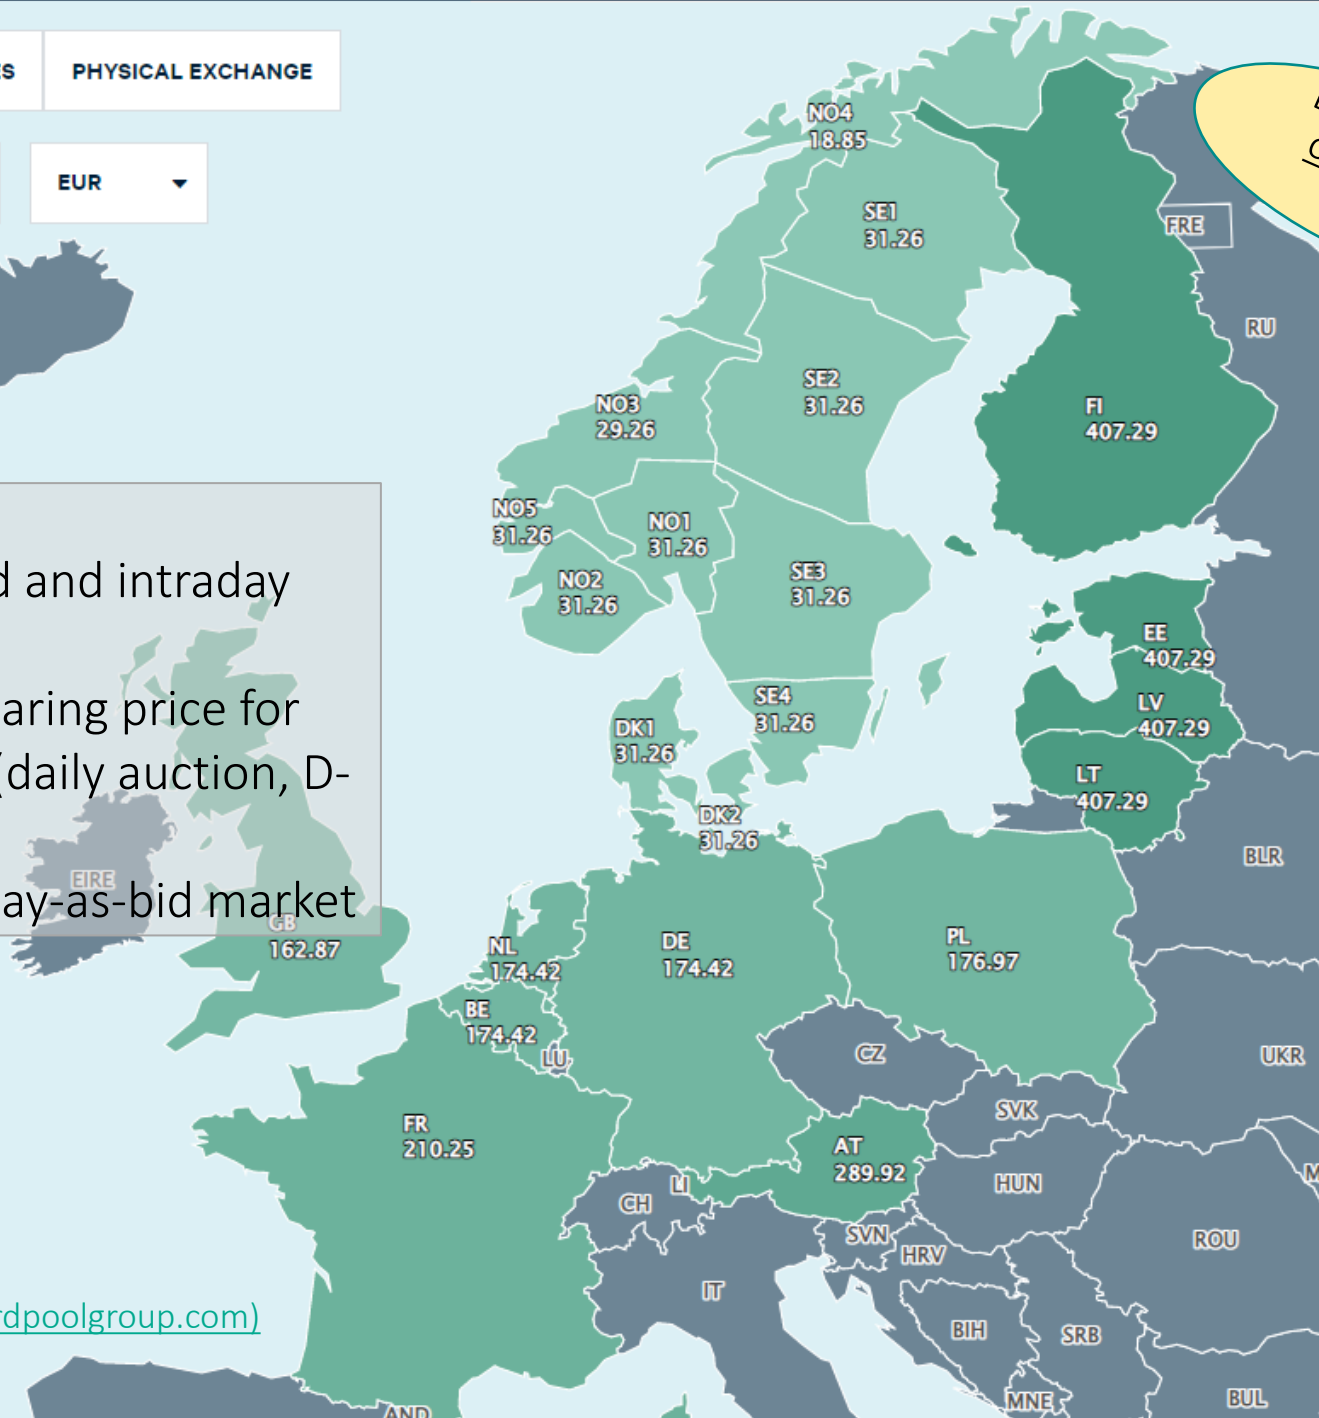 ES
PHYSICAL EXCHANGE
EUR
NO4
18.85
SE1
31.26
FRE
RU
SE2
31.26
NO3
29.26
FI
407.29
NO5
31.26
NO1
31.26
NO2
31.26
SE3
31.26
d and intraday
EE
407.29
SE4
31.26
LV
407.29
aring price for
DK1
31.26
(daily auction, D-
LT
407.29
DK2
31.26
BLR
EIRE
ay-as-bid market
GB
162.87
NL
174.42
DE
174.42
PL
176.97
BE
174.42
LU
CZ
UKR
SVK
FR
210.25
AT
289.92
CH
LI
HUN
SVN
HRV
ROU
IT
rdpoolgroup.com)
BIH
SRB
MNE
BUL
AND